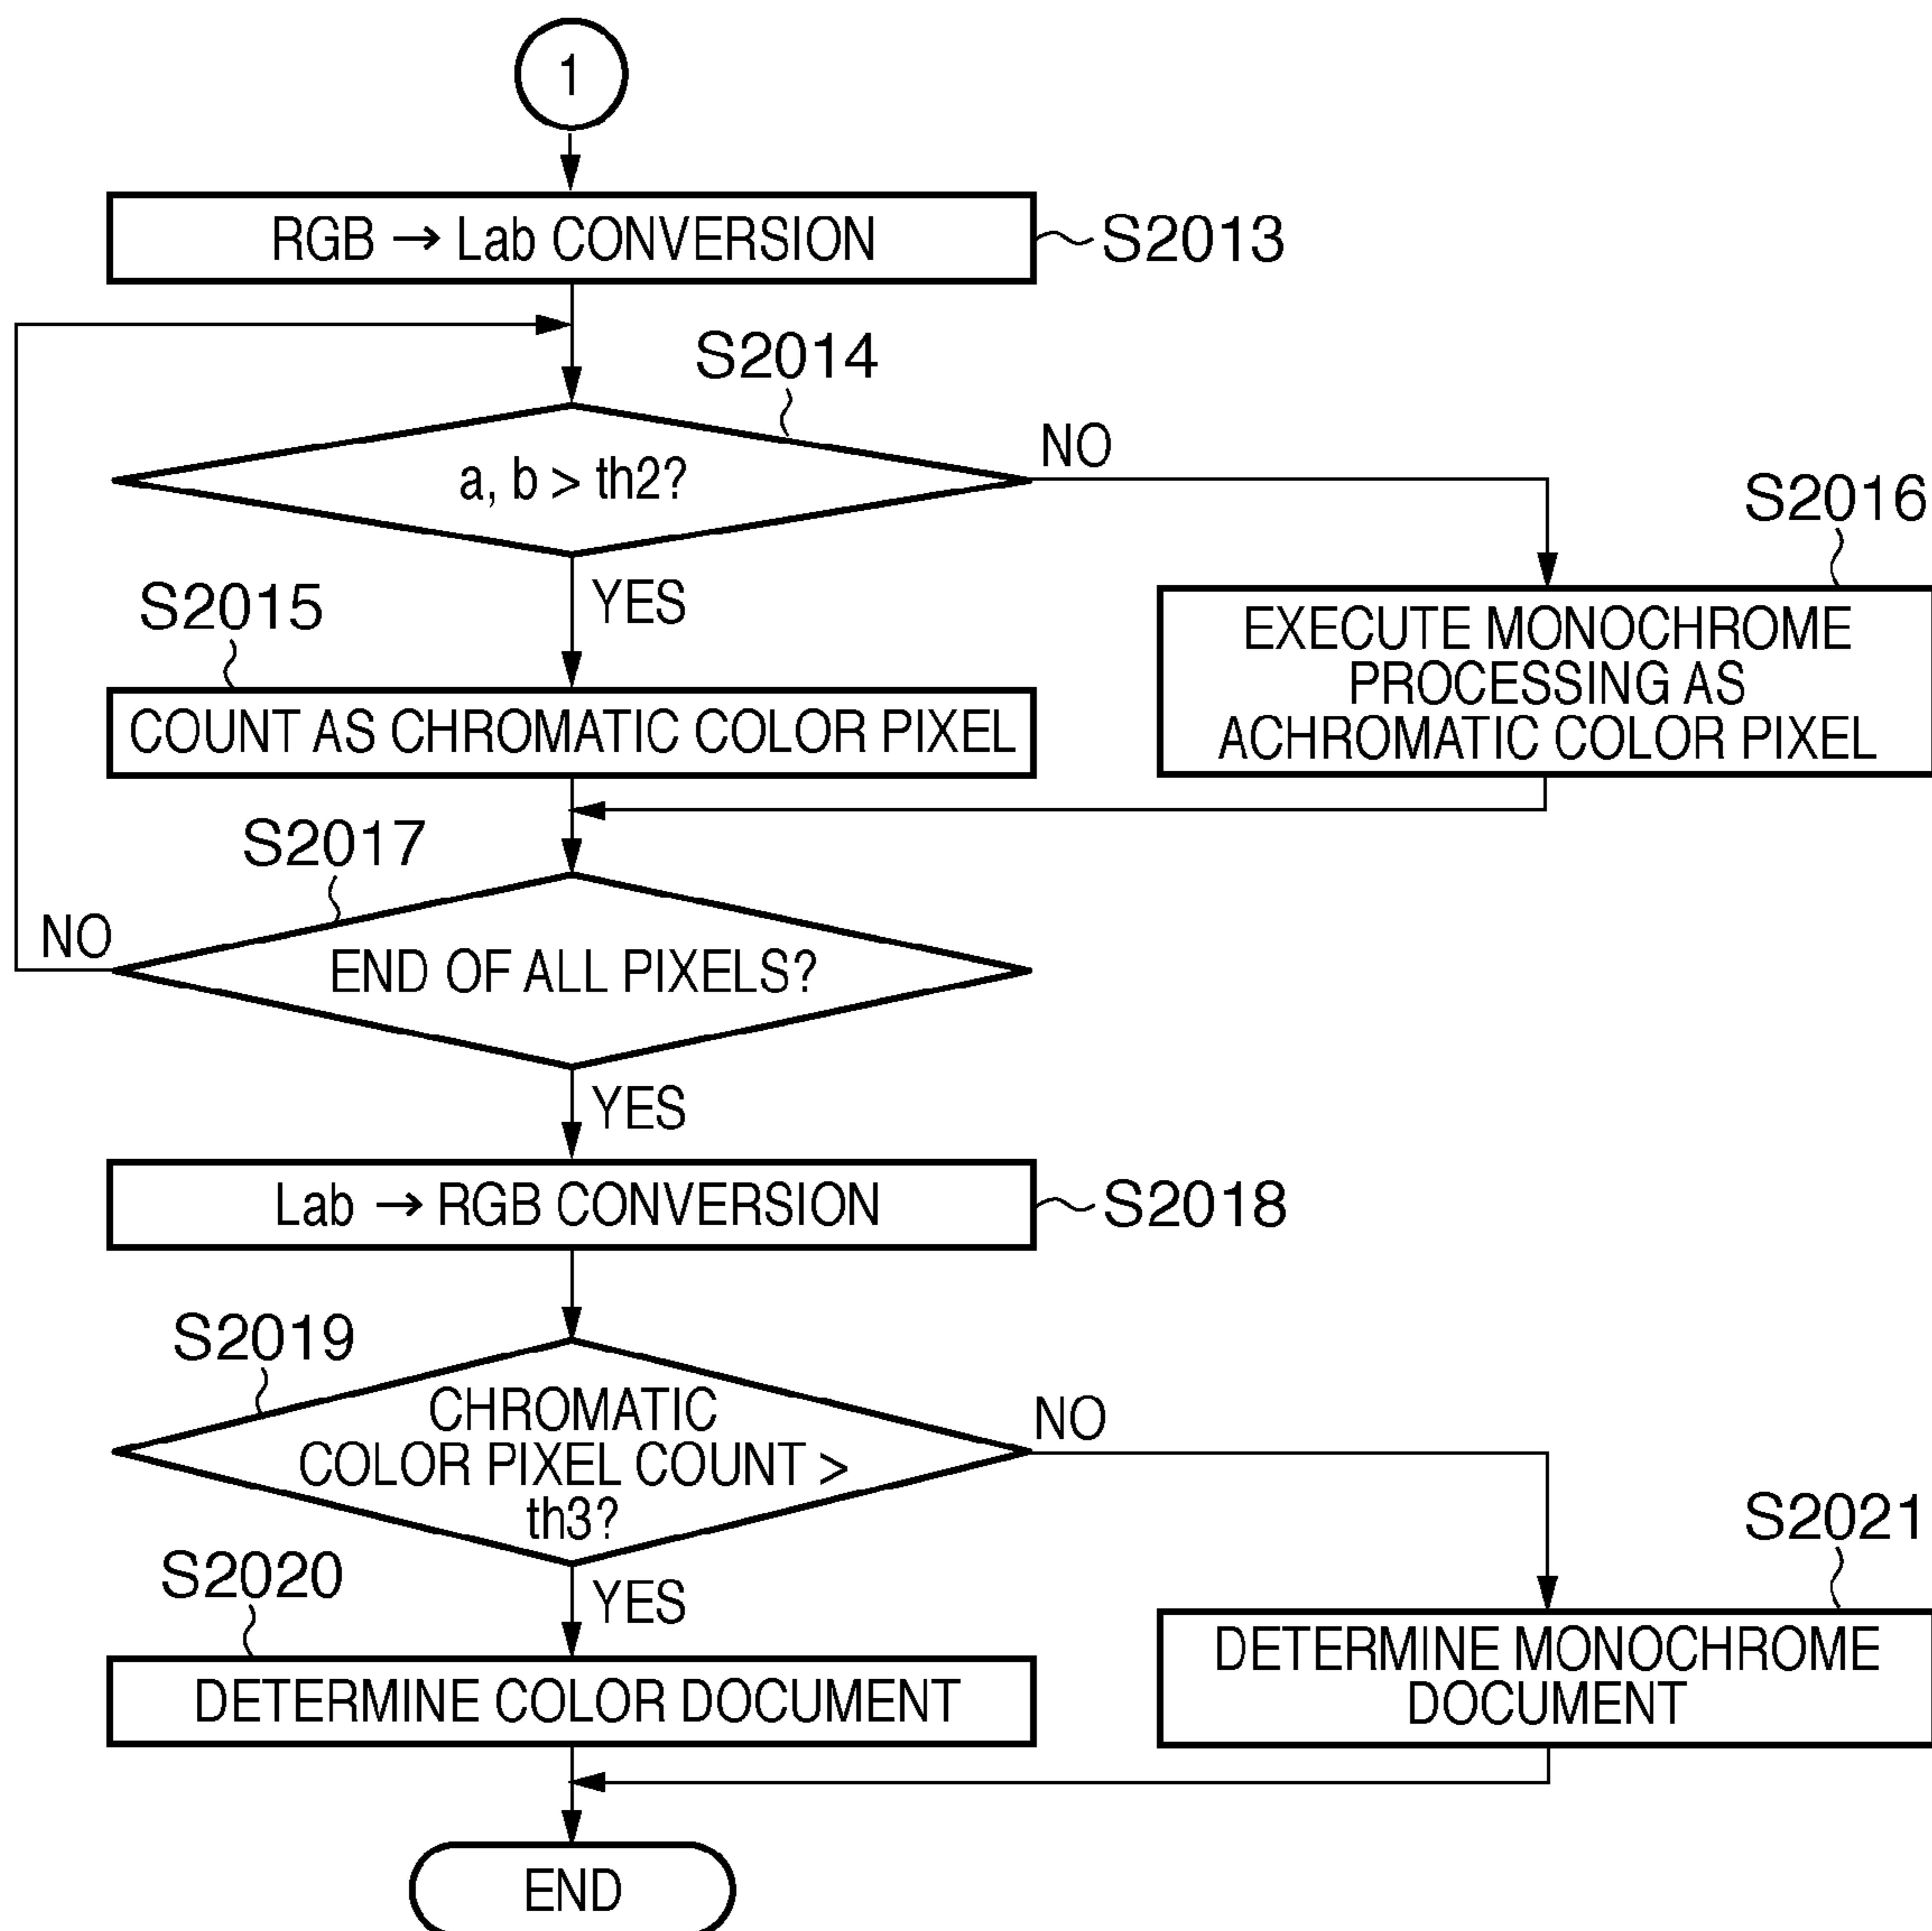 1
RGB → Lab CONVERSION
S2013
S2014
a, b > th2?
NO
YES
S2016
EXECUTE MONOCHROME
PROCESSING AS
ACHROMATIC COLOR PIXEL
S2015
COUNT AS CHROMATIC COLOR PIXEL
S2017
NO
END OF ALL PIXELS?
YES
Lab → RGB CONVERSION
S2018
S2019
CHROMATIC
COLOR PIXEL COUNT >
th3?
NO
YES
S2021
DETERMINE MONOCHROME
DOCUMENT
S2020
DETERMINE COLOR DOCUMENT
END